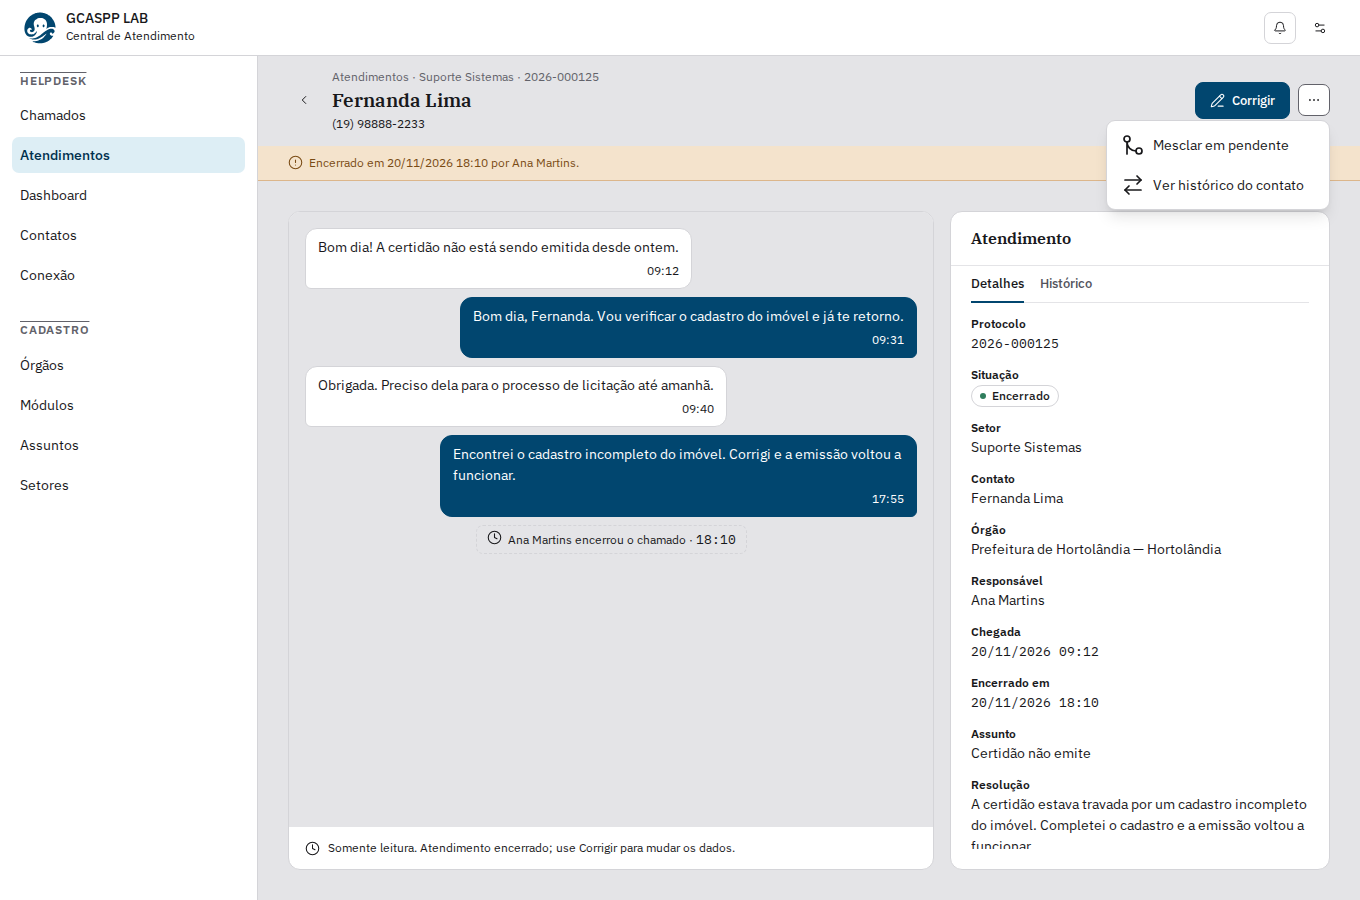 GCASPP LAB
Central de Atendimento
HELPDESK
Chamados
Atendimentos
Dashboard
Contatos
Conexão
CADASTRO
Órgãos
Módulos
Assuntos
Setores
Atendimentos · Suporte Sistemas · 2026-000125
Fernanda Lima
(19) 98888-2233
Corrigir
Mesclar em pendente
Ver histórico do contato
Encerrado em 20/11/2026 18:10 por Ana Martins.
Bom dia! A certidão não está sendo emitida desde ontem.
09:12
Bom dia, Fernanda. Vou verificar o cadastro do imóvel e já te retorno.
09:31
Obrigada. Preciso dela para o processo de licitação até amanhã.
09:40
Encontrei o cadastro incompleto do imóvel. Corrigi e a emissão voltou a
funcionar.
17:55
Ana Martins encerrou o chamado · 18:10
Somente leitura. Atendimento encerrado; use Corrigir para mudar os dados.
Atendimento
Detalhes Histórico
Protocolo
2026-000125
Situação
Encerrado
Setor
Suporte Sistemas
Contato
Fernanda Lima
Órgão
Prefeitura de Hortolândia — Hortolândia
Responsável
Ana Martins
Chegada
20/11/2026 09:12
Encerrado em
20/11/2026 18:10
Assunto
Certidão não emite
Resolução
A certidão estava travada por um cadastro incompleto
do imóvel. Completei o cadastro e a emissão voltou a
funcionar.